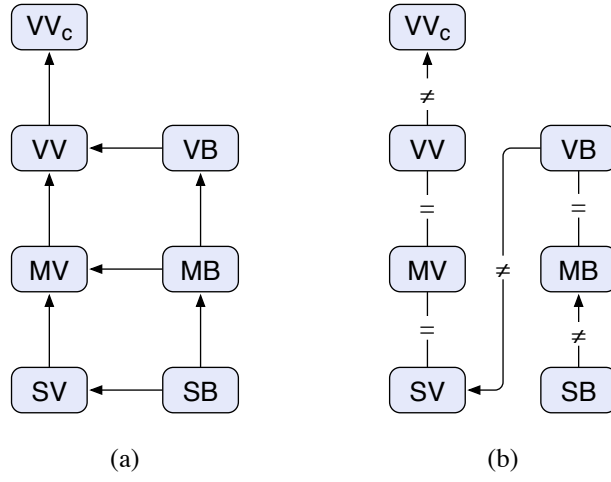 VVc
VV
VB
MV
MB
SV
SB
(a)
VVc
≠
VV
VB
=
=
≠
MV
MB
=
≠
SV
SB
(b)